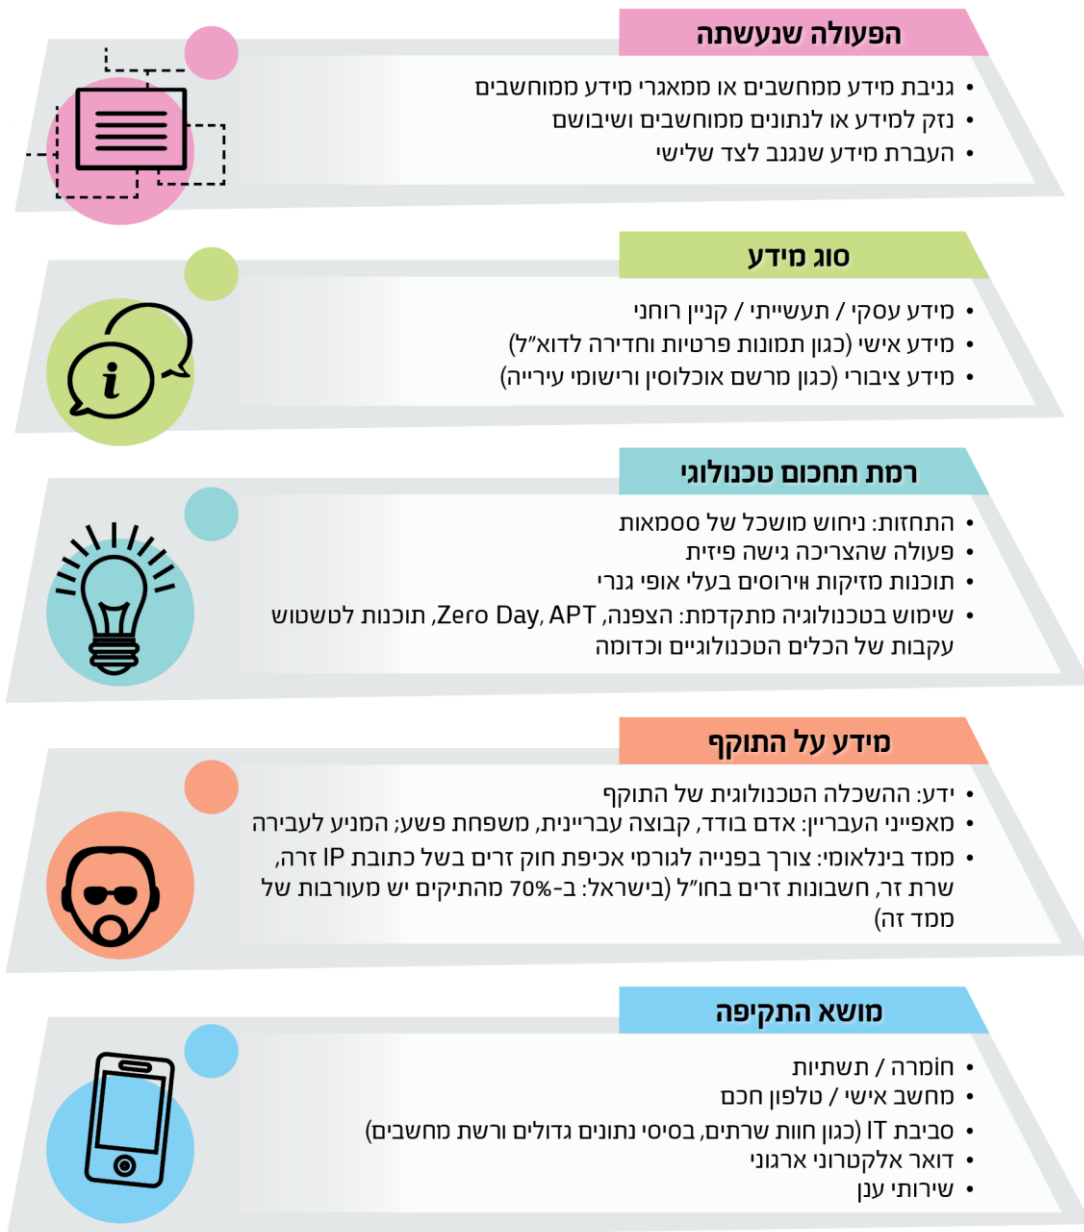 הפעולה שנעשתה
• גניבת מידע ממחשבים או ממאגרי מידע ממוחשבים
• נזק למידע או לנתונים ממוחשבים ושיבושם
• העברת מידע שנגנב לצד שלישי
סוג מידע
• מידע עסקי / תעשייתי / קניין רוחני
• מידע אישי (כגון תמונות פרטיות וחדירה לדוא"ל)
• מידע ציבורי (כגון מרשם אוכלוסין ורישומי עירייה)
רמת תחכום טכנולוגי
• התחזות: ניחוש מושכל של ססמאות
• פעולה שהצריכה גישה פיזית
• תוכנות מזיקות ווירוסים בעלי אופי גנרי
• שימוש בטכנולוגיה מתקדמת: הצפנה, Zero Day, APT, תוכנות לטשטוש
עקבות של הכלים הטכנולוגיים וכדומה
מידע על התוקף
• ידע: ההשכלה הטכנולוגית של התוקף
• מאפייני העבריין: אדם בודד, קבוצה עבריינית, משפחת פשע; המניע לעבירה
• ממד בינלאומי: צורך בפנייה לגורמי אכיפת חוק זרים בשל כתובת IP זרה,
שרת זר, חשבונות זרים בחו"ל (בישראל: ב-70% מהתיקים יש מעורבות של
ממד זה)
מושא התקיפה
• חומרה / תשתיות
• מחשב אישי / טלפון חכם
• סביבת IT (כגון חוות שרתים, בסיסי נתונים גדולים ורשת מחשבים)
• דואר אלקטרוני ארגוני
• שירותי ענן